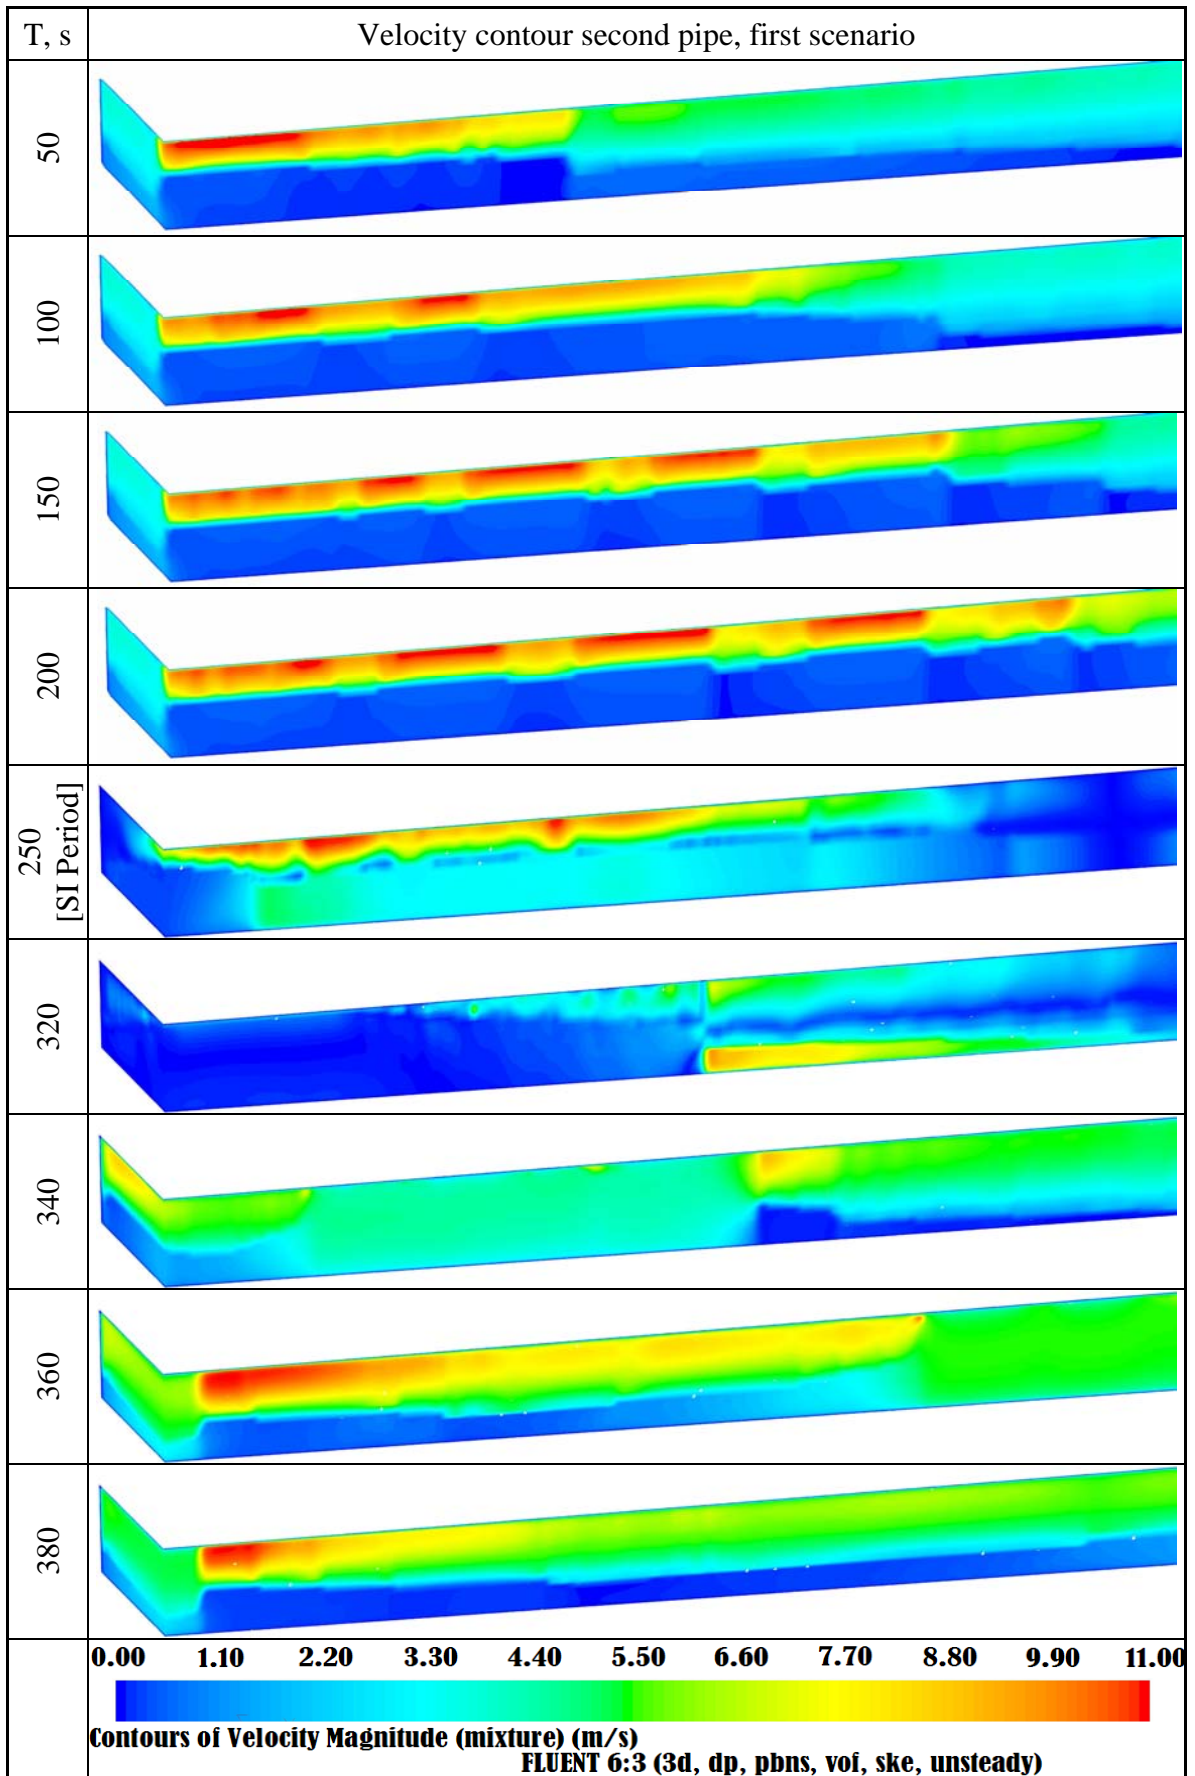 T, s
Velocity contour second pipe, first scenario
50
100
150
200
250
[SI Period]
320
340
360
380
0.00 1.10 2.20 3.30 4.40 5.50 6.60 7.70 8.80 9.90 11.00
Contours of Velocity Magnitude (mixture) (m/s)
FLUENT 6:3 (3d, dp, pbns, vof, ske, unsteady)